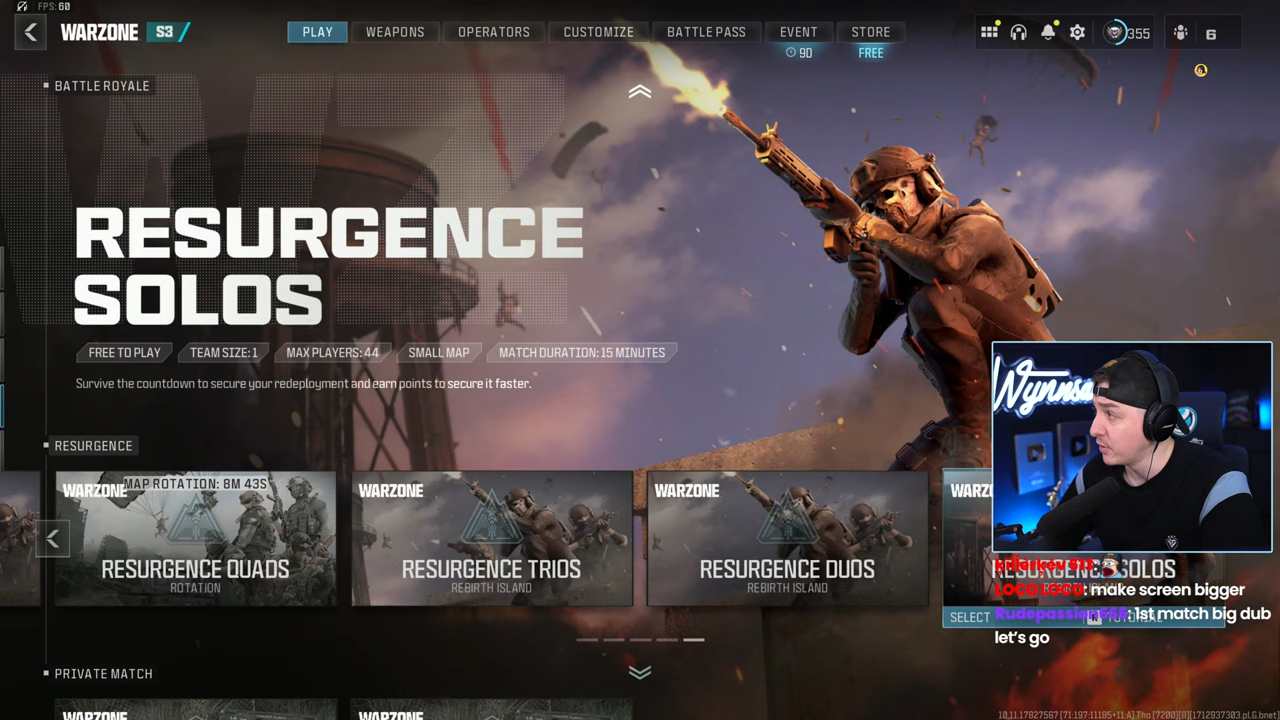 FPS: 60
WARZONE S3
PLAY
WEAPONS
OPERATORS
CUSTOMIZE
BATTLE PASS
EVENT
STORE
355
6
9D
FREE
BATTLE ROYALE
RESURGENCE
SOLOS
FREE TO PLAY
TEAM SIZE: 1
MAX PLAYERS: 44
SMALL MAP
MATCH DURATION: 15 MINUTES
Survive the countdown to secure your redeployment and earn points to secure it faster.
RESURGENCE
WARZONE
MAP ROTATION: 8M 43S
RESURGENCE QUADS
ROTATION
WARZONE
RESURGENCE TRIOS
REBIRTH ISLAND
WARZONE
RESURGENCE DUOS
REBIRTH ISLAND
RESURGENCE SOLOS
SELECT
TUTORIAL
killerkev513
: make screen bigger
: 1st match big dub
let's go
PRIVATE MATCH
WARZONE
WARZONE